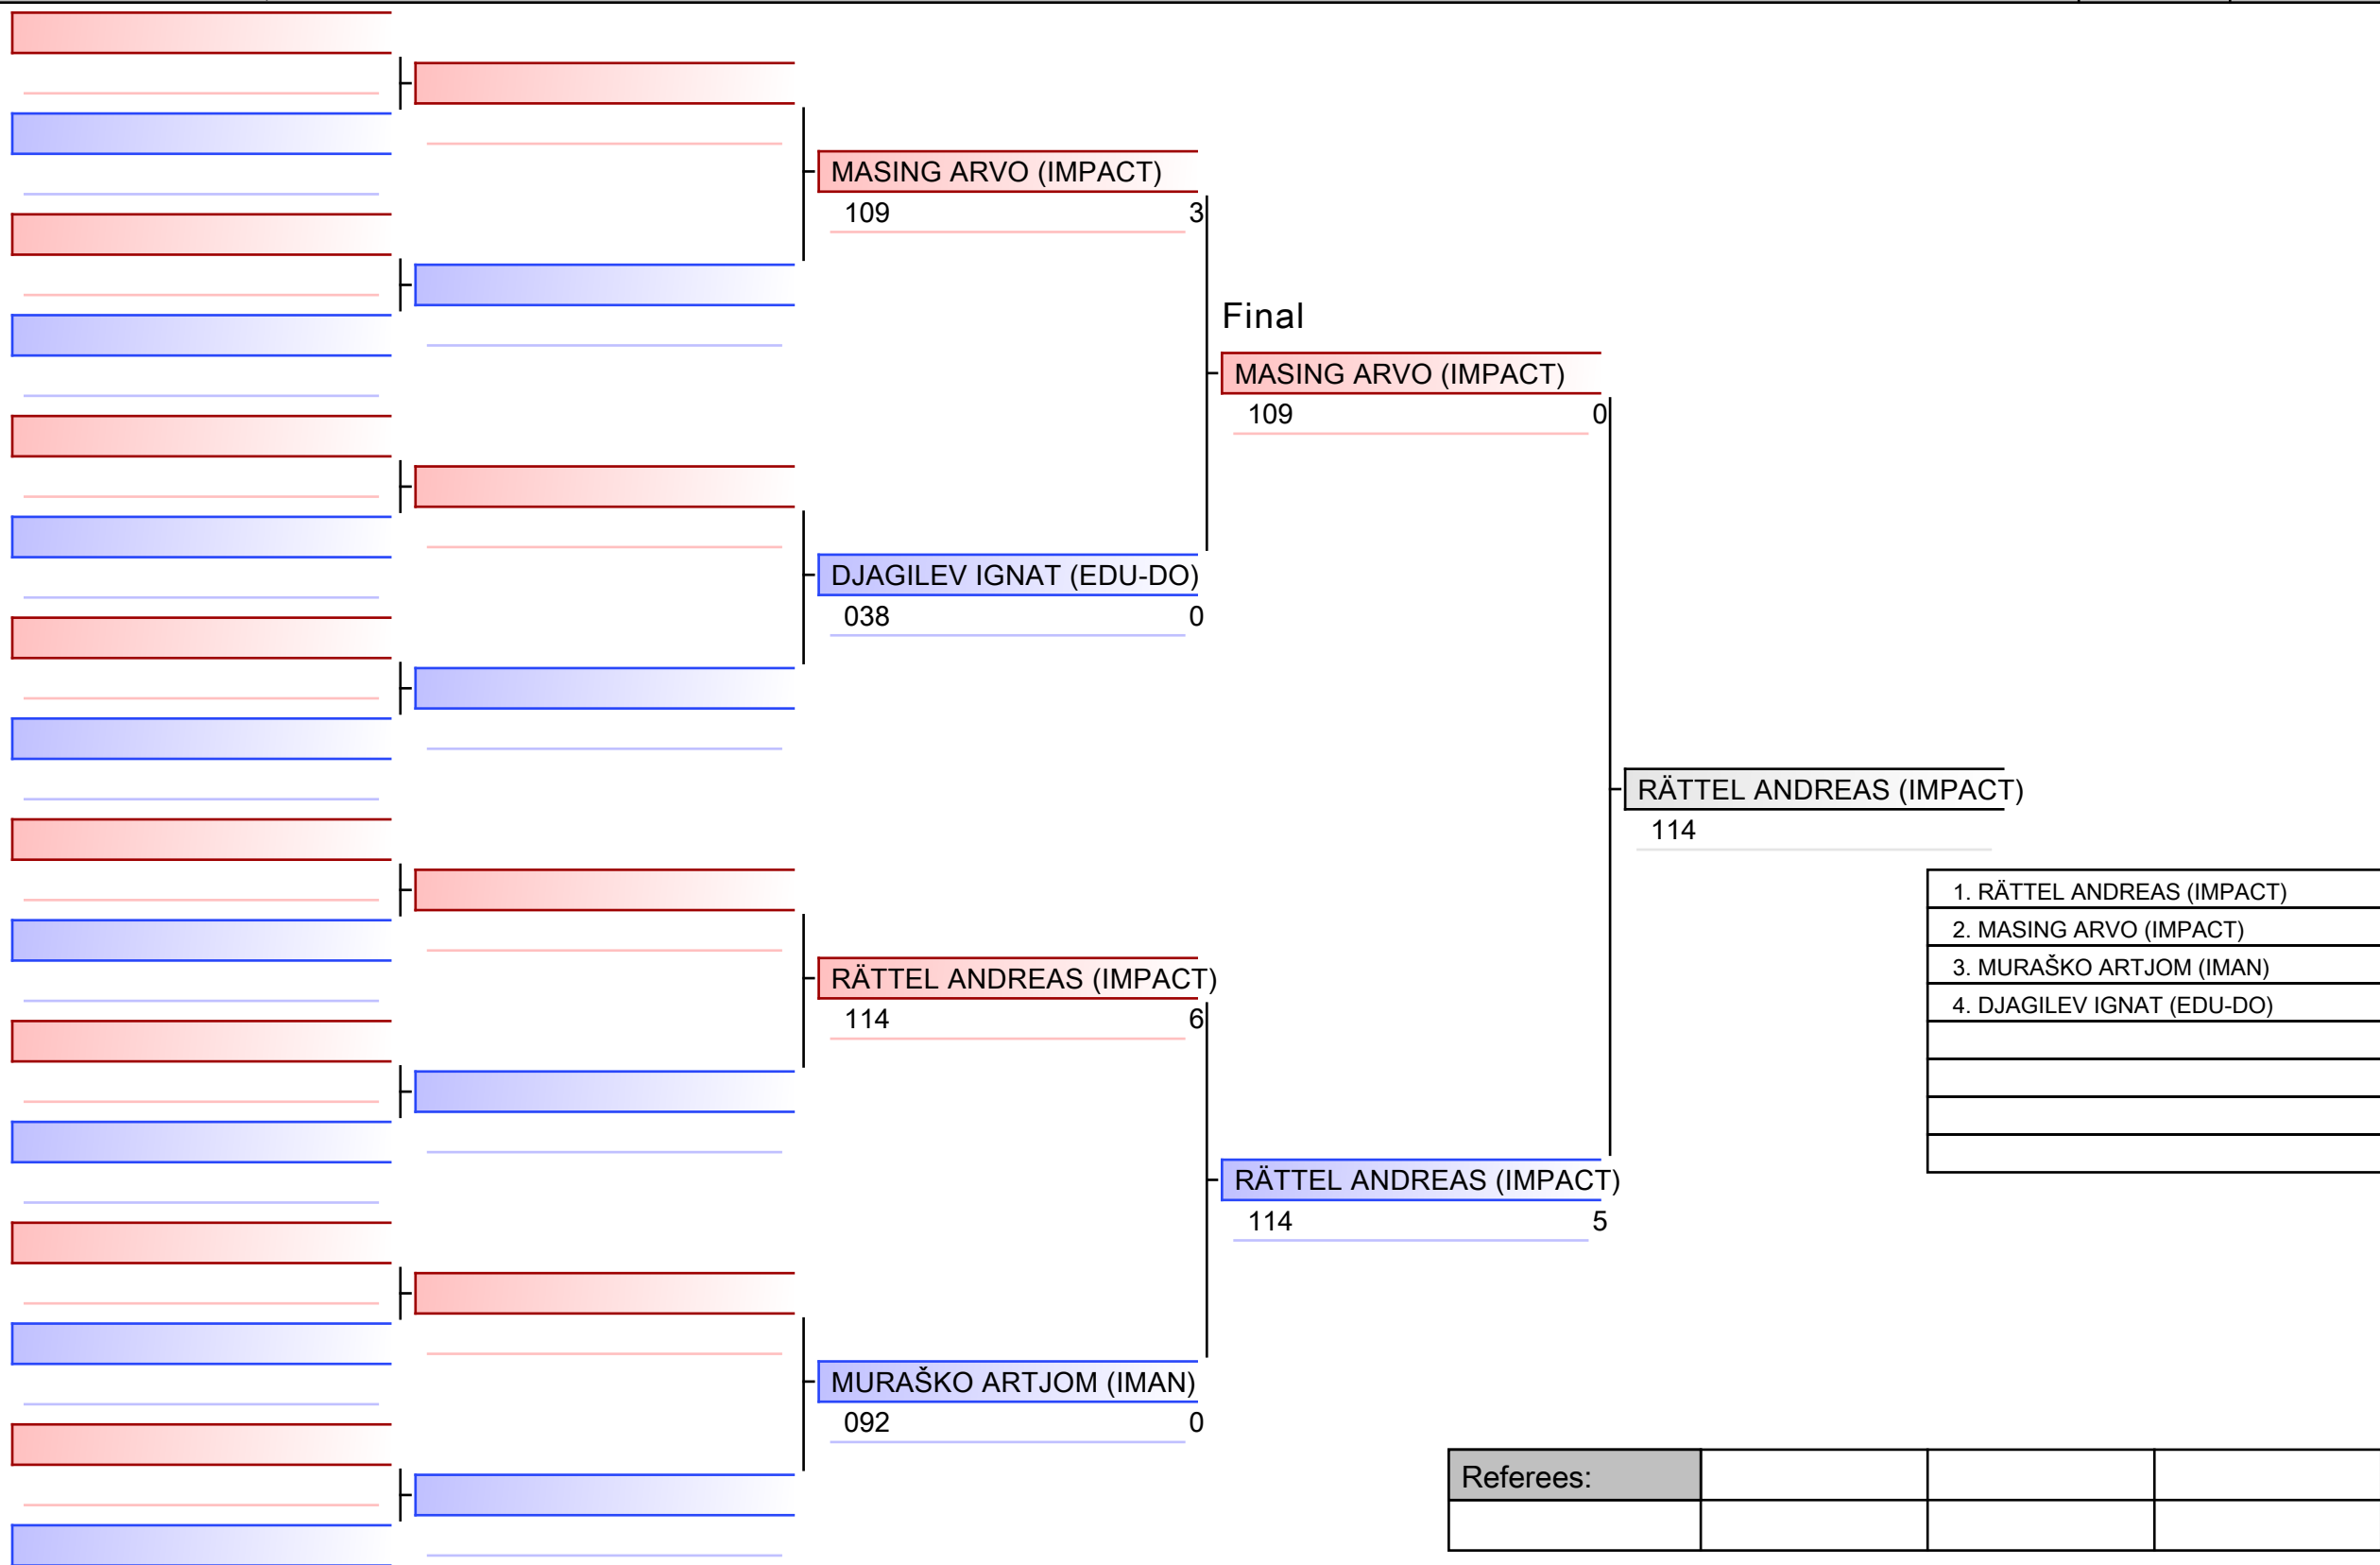 MASING ARVO (IMPACT)
109 3
Final
MASING ARVO (IMPACT)
109 0
DJAGILEV IGNAT (EDU-DO)
038 0
RÄTTEL ANDREAS (IMPACT)
114
1. RÄTTEL ANDREAS (IMPACT)
2. MASING ARVO (IMPACT)
3. MURAŠKO ARTJOM (IMAN)
4. DJAGILEV IGNAT (EDU-DO)
RÄTTEL ANDREAS (IMPACT)
114 6
RÄTTEL ANDREAS (IMPACT)
114 5
MURAŠKO ARTJOM (IMAN)
092 0
Referees: